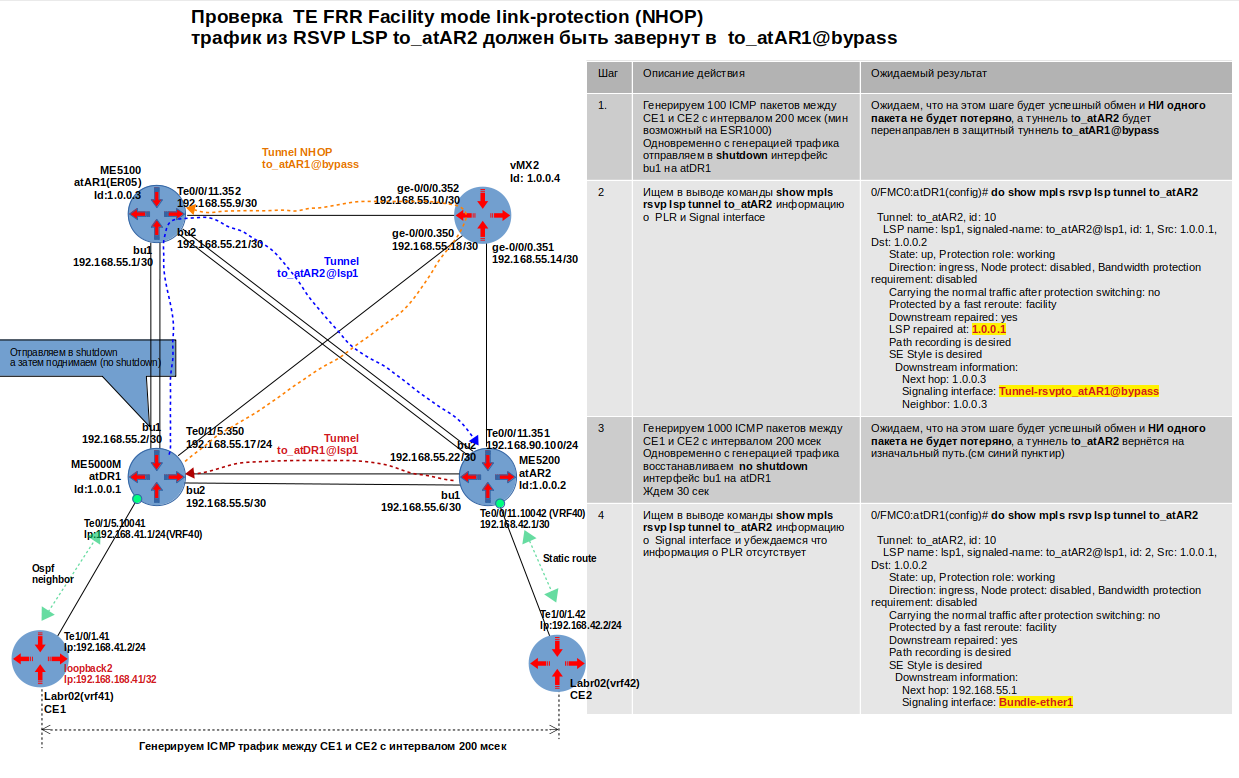 Проверка TE FRR Facility mode link-protection (NHOP)
трафик из RSVP LSP to_atAR2 должен быть завернут в to_atAR1@bypass
ME5100
atAR1(ER05)
Id:1.0.0.3
Te0/0/11.352
192.168.55.9/30
Tunnel NHOP
to_atAR1@bypass
vMX2
Id: 1.0.0.4
ge-0/0/0.352
192.168.55.10/30
ge-0/0/0.350
192.168.55.18/30
ge-0/0/0.351
192.168.55.14/30
bu2
192.168.55.21/30
bu1
192.168.55.1/30
Tunnel
to_atAR2@lsp1
Отправляем в shutdown
а затем поднимаем (no shutdown)
bu1
192.168.55.2/30
Te0/1/5.350
192.168.55.17/24
Tunnel
to_atDR1@lsp1
Te0/0/11.351
192.168.90.100/24
bu2
192.168.55.22/30
ME5000M
atDR1
Id:1.0.0.1
bu2
192.168.55.5/30
ME5200
atAR2
Id:1.0.0.2
bu1
192.168.55.6/30
Te0/1/5.10041
Ip:192.168.41.1/24(VRF40)
Te0/0/11.10042 (VRF40)
192.168.42.1/30
Ospf
neighbor
Static route
Te1/0/1.41
Ip:192.168.41.2/24
loopback2
Ip:192.168.168.41/32
Labr02(vrf41)
CE1
Te1/0/1.42
Ip:192.168.42.2/24
Labr02(vrf42)
CE2
Генерируем ICMP трафик между CE1 и CE2 с интервалом 200 мсек
Шаг
Описание действия
Ожидаемый результат
1.
Генерируем 100 ICMP пакетов между
CE1 и CE2 с интервалом 200 мсек (мин
возможный на ESR1000)
Одновременно с генерацией трафика
отправляем в shutdown интерфейс
bu1 на atDR1
Ожидаем, что на этом шаге будет успешный обмен и НИ одного
пакета не будет потеряно, а туннель to_atAR2 будет
перенаправлен в защитный туннель to_atAR1@bypass
2
Ищем в выводе команды show mpls
rsvp lsp tunnel to_atAR2 информацию
о PLR и Signal interface
0/FMC0:atDR1(config)# do show mpls rsvp lsp tunnel to_atAR2
Tunnel: to_atAR2, id: 10
LSP name: lsp1, signaled-name: to_atAR2@lsp1, id: 1, Src: 1.0.0.1,
Dst: 1.0.0.2
State: up, Protection role: working
Direction: ingress, Node protect: disabled, Bandwidth protection
requirement: disabled
Carrying the normal traffic after protection switching: no
Protected by a fast reroute: facility
Downstream repaired: yes
LSP repaired at: 1.0.0.1
Path recording is desired
SE Style is desired
Downstream information:
Next hop: 1.0.0.3
Signaling interface: Tunnel-rsvpto_atAR1@bypass
Neighbor: 1.0.0.3
3
Генерируем 1000 ICMP пакетов между
CE1 и CE2 с интервалом 200 мсек
Одновременно с генерацией трафика
восстанавливаем no shutdown
интерфейс bu1 на atDR1
Ждем 30 сек
Ожидаем, что на этом шаге будет успешный обмен и НИ одного
пакета не будет потеряно, а туннель to_atAR2 вернётся на
изначальный путь.(см синий пунктир)
4
Ищем в выводе команды show mpls
rsvp lsp tunnel to_atAR2 информацию
о Signal interface и убеждаемся что
информация о PLR отсутствует
0/FMC0:atDR1(config)# do show mpls rsvp lsp tunnel to_atAR2
Tunnel: to_atAR2, id: 10
LSP name: lsp1, signaled-name: to_atAR2@lsp1, id: 2, Src: 1.0.0.1,
Dst: 1.0.0.2
State: up, Protection role: working
Direction: ingress, Node protect: disabled, Bandwidth protection
requirement: disabled
Carrying the normal traffic after protection switching: no
Protected by a fast reroute: facility
Downstream repaired: yes
Path recording is desired
SE Style is desired
Downstream information:
Next hop: 192.168.55.1
Signaling interface: Bundle-ether1